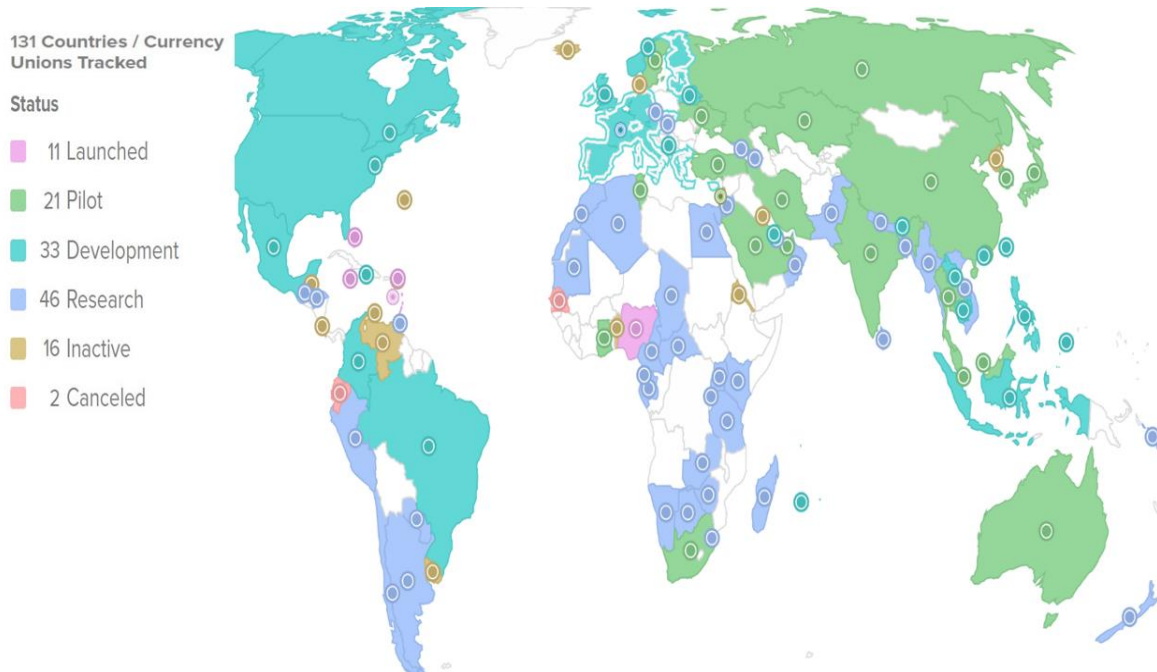 131 Countries / Currency
Unions Tracked
Status
11 Launched
21 Pilot
33 Development
46 Research
16 Inactive
2 Canceled